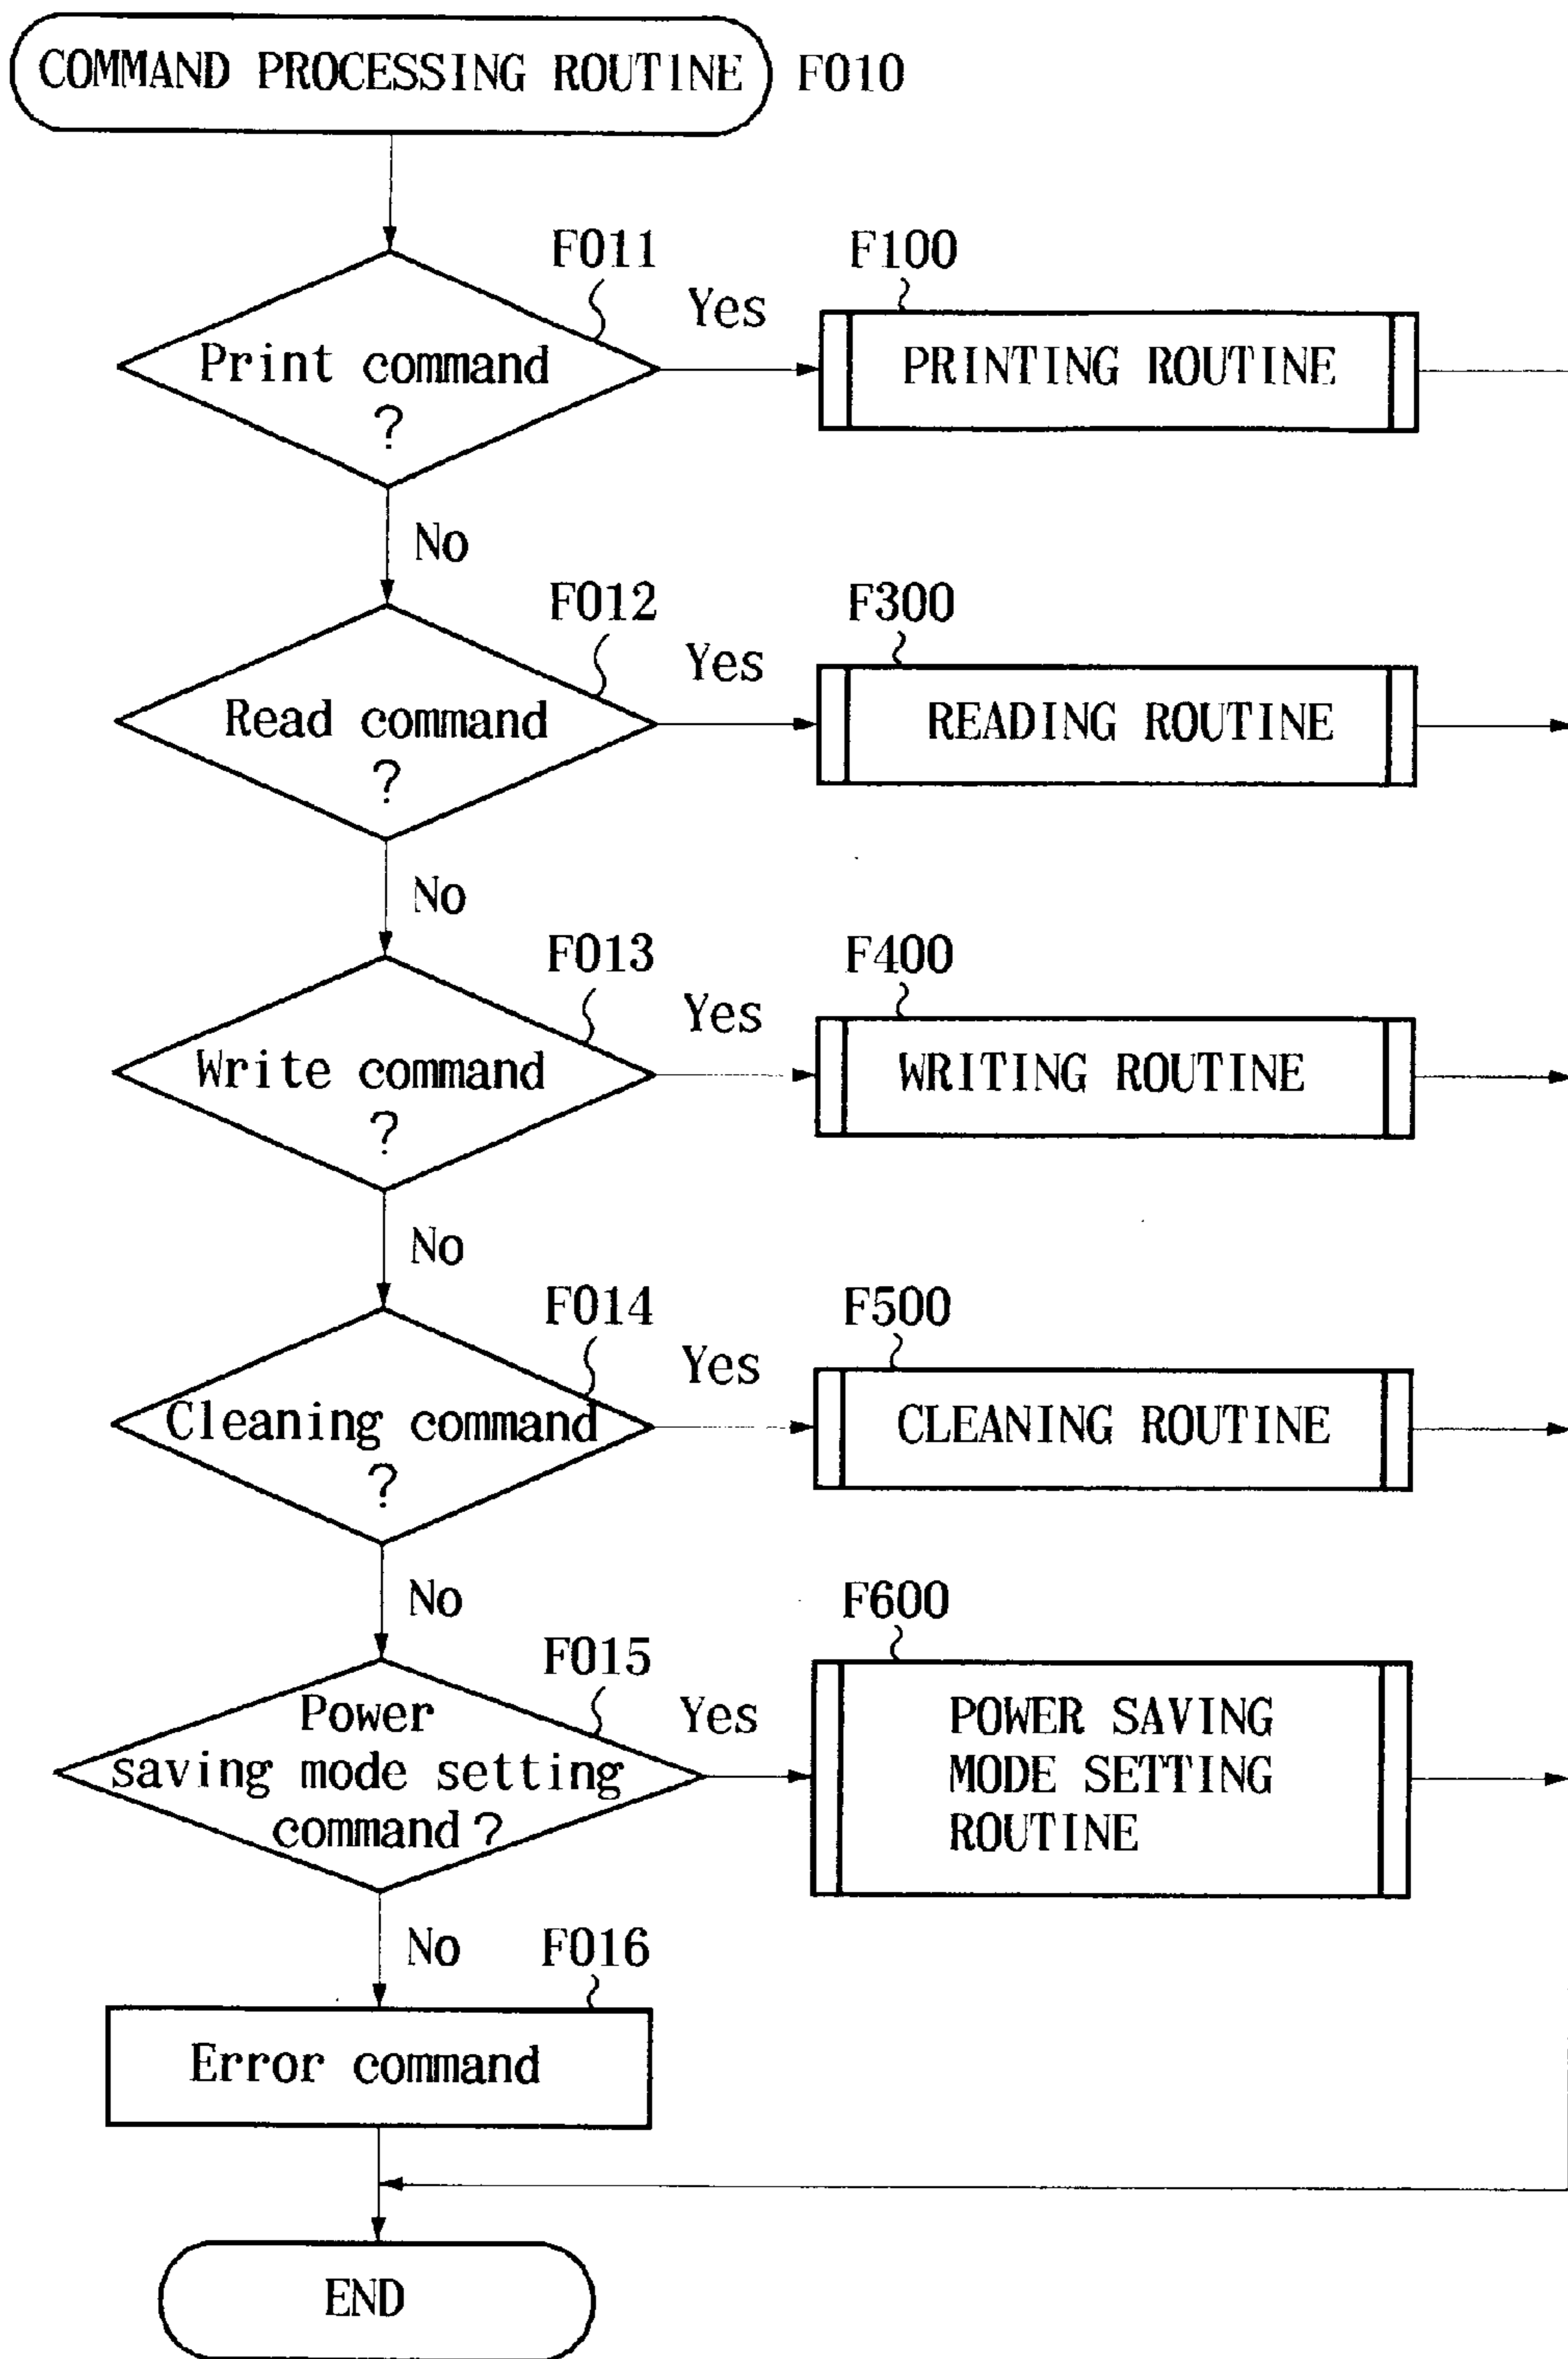 COMMAND PROCESSING ROUTINE F010
F011
F100
Yes
Print command
?
PRINTING ROUTINE
No
F012
F300
Yes
Read command
?
READING ROUTINE
No
F013
F400
Yes
Write command
?
WRITING ROUTINE
No
F014
F500
Yes
Cleaning command
?
CLEANING ROUTINE
No
F015
F600
Yes
Power
saving mode setting
command?
POWER SAVING
MODE SETTING
ROUTINE
No
F016
Error command
END